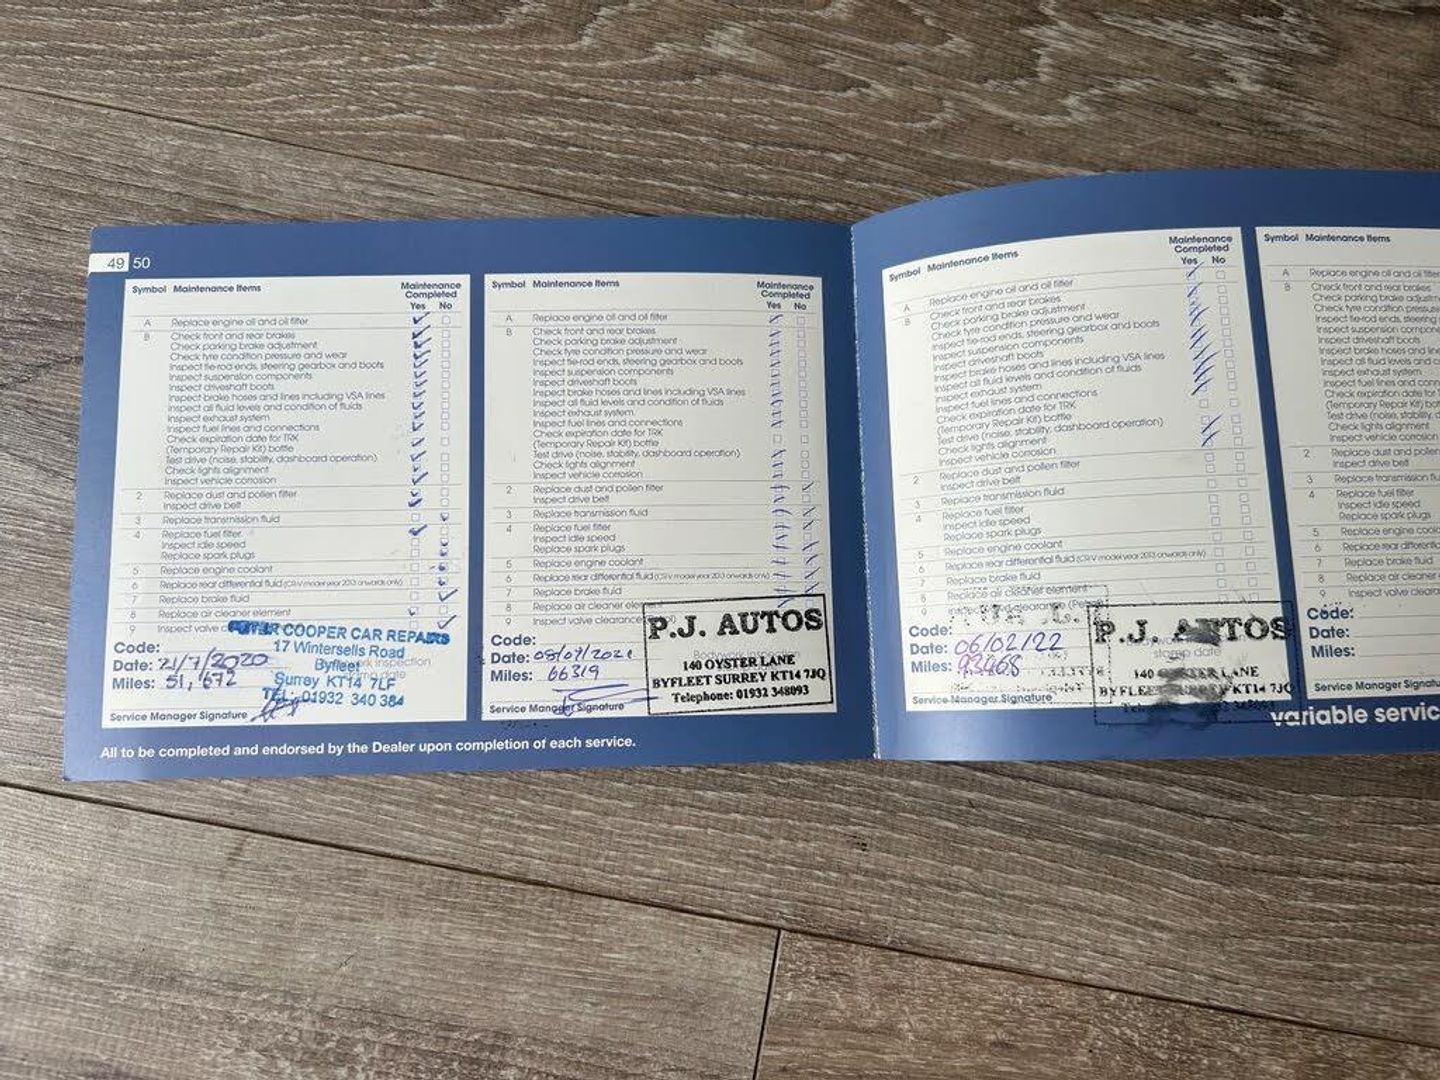 49 50
Symbol Maintenance Items Maintenance Completed Yes No
A Replace engine oil and oil filter
B Check front and rear brakes
Check parking brake adjustment
Check tyre condition pressure and wear
Inspect tie-rod ends, steering gearbox and boots
Inspect suspension components
Inspect driveshaft boots
Inspect brake hoses and lines including VSA lines
Inspect all fluid levels and condition of fluids
Inspect exhaust system
Inspect fuel lines and connections
Check expiration date for TRK
(Temporary Repair Kit) bottle
Test drive (noise, stability, dashboard operation)
Check lights alignment
Inspect vehicle corrosion
2 Replace dust and pollen filter
Inspect drive belt
3 Replace transmission fluid
4 Replace fuel filter
Inspect idle speed
Replace spark plugs
5 Replace engine coolant
6 Replace rear differential fluid (CR-V model year 2013 onwards only)
7 Replace brake fluid
8 Replace air cleaner element
9 Inspect valve
COOPER CAR REPAIRS
17 Wintersells Road
Byfleet
Surrey KT14 7LF
TEL: 01932 340 384
Code:
Date: 21/7/2020
Miles: 51,672
Service Manager Signature
Symbol Maintenance Items Maintenance Completed Yes No
A Replace engine oil and oil filter
B Check front and rear brakes
Check parking brake adjustment
Check tyre condition pressure and wear
Inspect tie-rod ends, steering gearbox and boots
Inspect suspension components
Inspect driveshaft boots
Inspect brake hoses and lines including VSA lines
Inspect all fluid levels and condition of fluids
Inspect exhaust system
Inspect fuel lines and connections
Check expiration date for TRK
(Temporary Repair Kit) bottle
Test drive (noise, stability, dashboard operation)
Check lights alignment
Inspect vehicle corrosion
2 Replace dust and pollen filter
Inspect drive belt
3 Replace transmission fluid
4 Replace fuel filter
Inspect idle speed
Replace spark plugs
5 Replace engine coolant
6 Replace rear differential fluid (CR-V model year 2013 onwards only)
7 Replace brake fluid
8 Replace air cleaner
9 Inspect valve clearance
Code:
Date: 08/07/2021
Miles: 66319
Service Manager Signature
P.J. AUTOS
140 OYSTER LANE
BYFLEET SURREY KT14 7JQ
Telephone: 01932 348093
All to be completed and endorsed by the Dealer upon completion of each service.
Symbol Maintenance Items Maintenance Completed Yes No
A Replace engine oil and oil filter
B Check front and rear brakes
Check parking brake adjustment
Check tyre condition pressure and wear
Inspect tie-rod ends, steering gearbox and boots
Inspect suspension components
Inspect driveshaft boots
Inspect brake hoses and lines including VSA lines
Inspect all fluid levels and condition of fluids
Inspect exhaust system
Inspect fuel lines and connections
Check expiration date for TRK
(Temporary Repair Kit) bottle
Test drive (noise, stability, dashboard operation)
Check lights alignment
Inspect vehicle corrosion
2 Replace dust and pollen filter
Inspect drive belt
3 Replace transmission fluid
4 Replace fuel filter
Inspect idle speed
Replace spark plugs
5 Replace engine coolant
6 Replace rear differential fluid (CR-V model year 2013 onwards only)
7 Replace brake fluid
8 Replace air cleaner element
9
Code:
Date: 06/02/22
Miles: 93468
Service Manager Signature
P.J. AUTOS
140 LANE
BYFLEET KT14 7JQ
Symbol Maintenance Items
A Replace engine oil and oil filter
B Check front and rear brakes
Check parking brake
Check tyre condition pressure
Inspect tie-rod ends, steering
Inspect suspension
Inspect driveshaft boots
Inspect brake hoses and lines
Inspect all fluid levels and
Inspect exhaust system
Inspect fuel lines and
Check expiration date for
(Temporary Repair Kit)
Test drive (noise, stability,
Check lights alignment
Inspect vehicle corrosion
2 Replace dust and pollen
Inspect drive belt
3 Replace transmission fluid
4 Replace fuel filter
Inspect idle speed
Replace spark plugs
5 Replace engine
6 Replace rear
7 Replace brake fluid
8 Replace air cleaner
9 Inspect valve
Code:
Date:
Miles:
Service Manager
variable